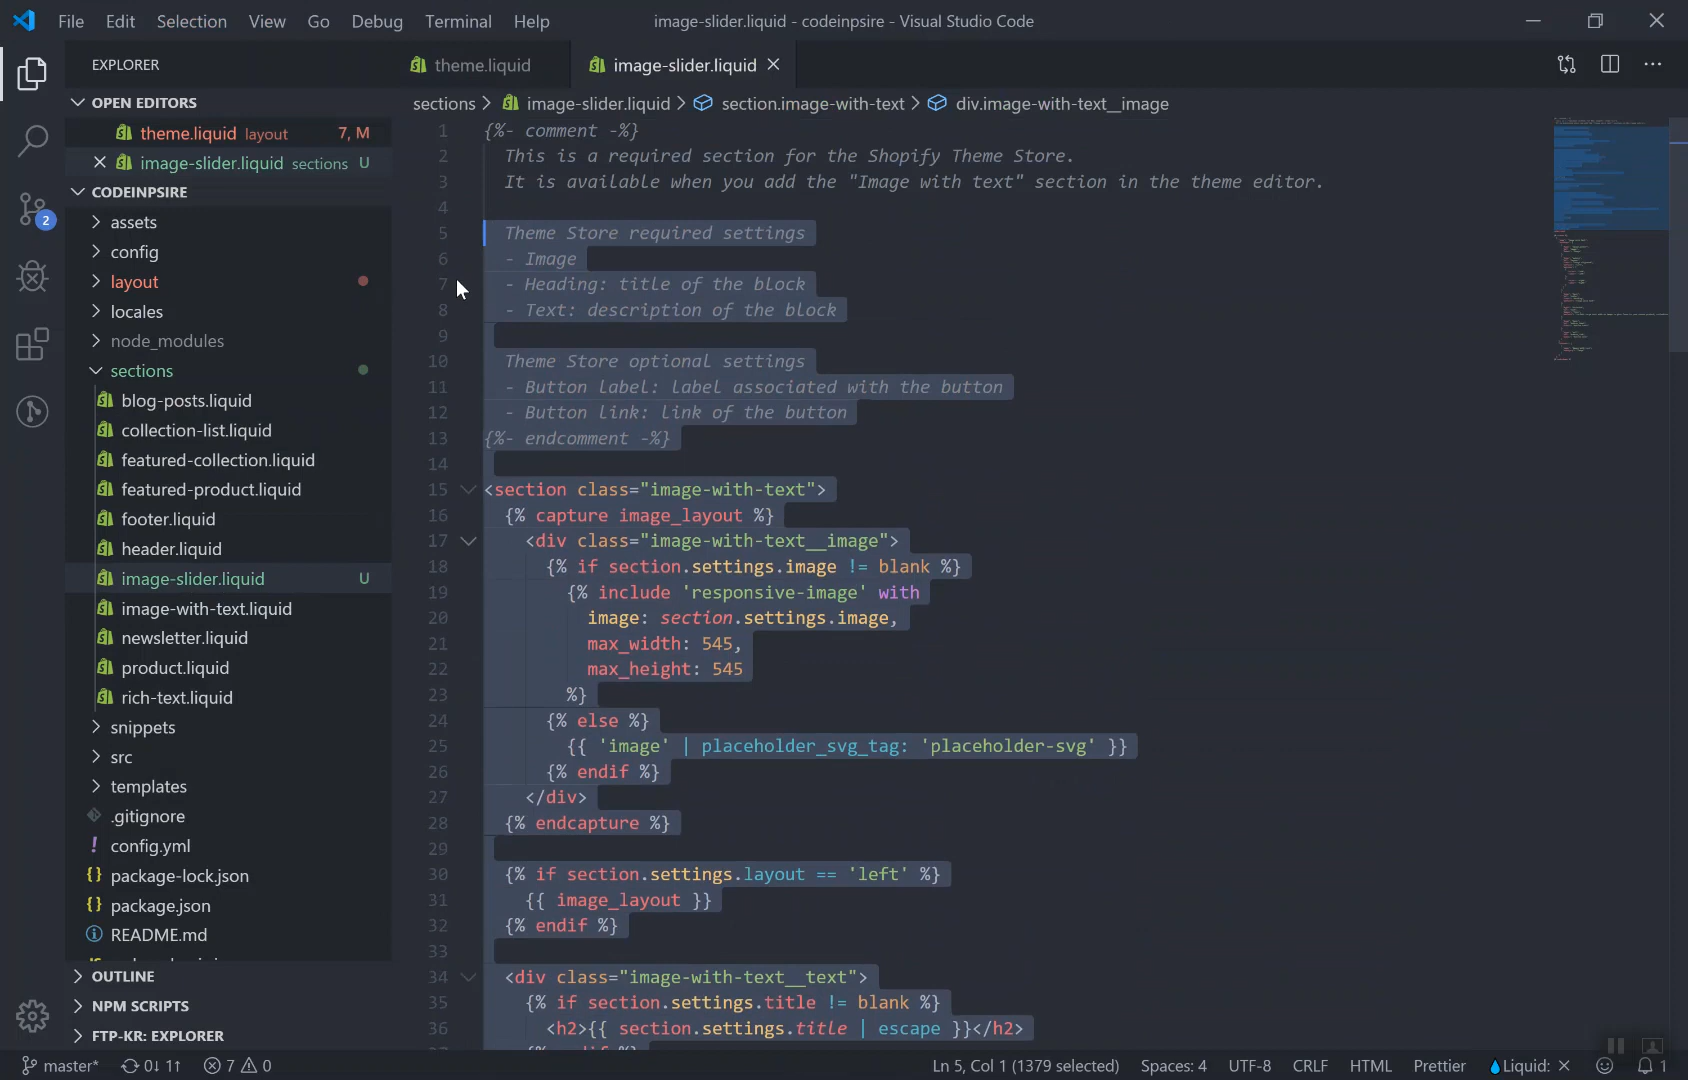 File Edit Selection View Go Debug Terminal Help
image-slider.liquid - codeinpsire - Visual Studio Code
EXPLORER
OPEN EDITORS
theme.liquid layout 7, M
image-slider.liquid sections U
CODEINPSIRE
assets
config
layout
locales
node_modules
sections
blog-posts.liquid
collection-list.liquid
featured-collection.liquid
featured-product.liquid
footer.liquid
header.liquid
image-slider.liquid U
image-with-text.liquid
newsletter.liquid
product.liquid
rich-text.liquid
snippets
src
templates
.gitignore
config.yml
package-lock.json
package.json
README.md
OUTLINE
NPM SCRIPTS
FTP-KR: EXPLORER
2
theme.liquid
image-slider.liquid
sections > image-slider.liquid > section.image-with-text > div.image-with-text__image
1 {%- comment -%}
2 This is a required section for the Shopify Theme Store.
3 It is available when you add the "Image with text" section in the theme editor.
4
5 Theme Store required settings
6 - Image
7 - Heading: title of the block
8 - Text: description of the block
9
10 Theme Store optional settings
11 - Button label: label associated with the button
12 - Button link: link of the button
13 {%- endcomment -%}
14
15 <section class="image-with-text">
16 {% capture image_layout %}
17 <div class="image-with-text__image">
18 {% if section.settings.image != blank %}
19 {% include 'responsive-image' with
20 image: section.settings.image,
21 max_width: 545,
22 max_height: 545
23 %}
24 {% else %}
25 {{ 'image' | placeholder_svg_tag: 'placeholder-svg' }}
26 {% endif %}
27 </div>
28 {% endcapture %}
29
30 {% if section.settings.layout == 'left' %}
31 {{ image_layout }}
32 {% endif %}
33
34 <div class="image-with-text__text">
35 {% if section.settings.title != blank %}
36 <h2>{{ section.settings.title | escape }}</h2>
master* 0↓ 1↑ 7 0
Ln 5, Col 1 (1379 selected) Spaces: 4 UTF-8 CRLF HTML Prettier Liquid: ✕ 1